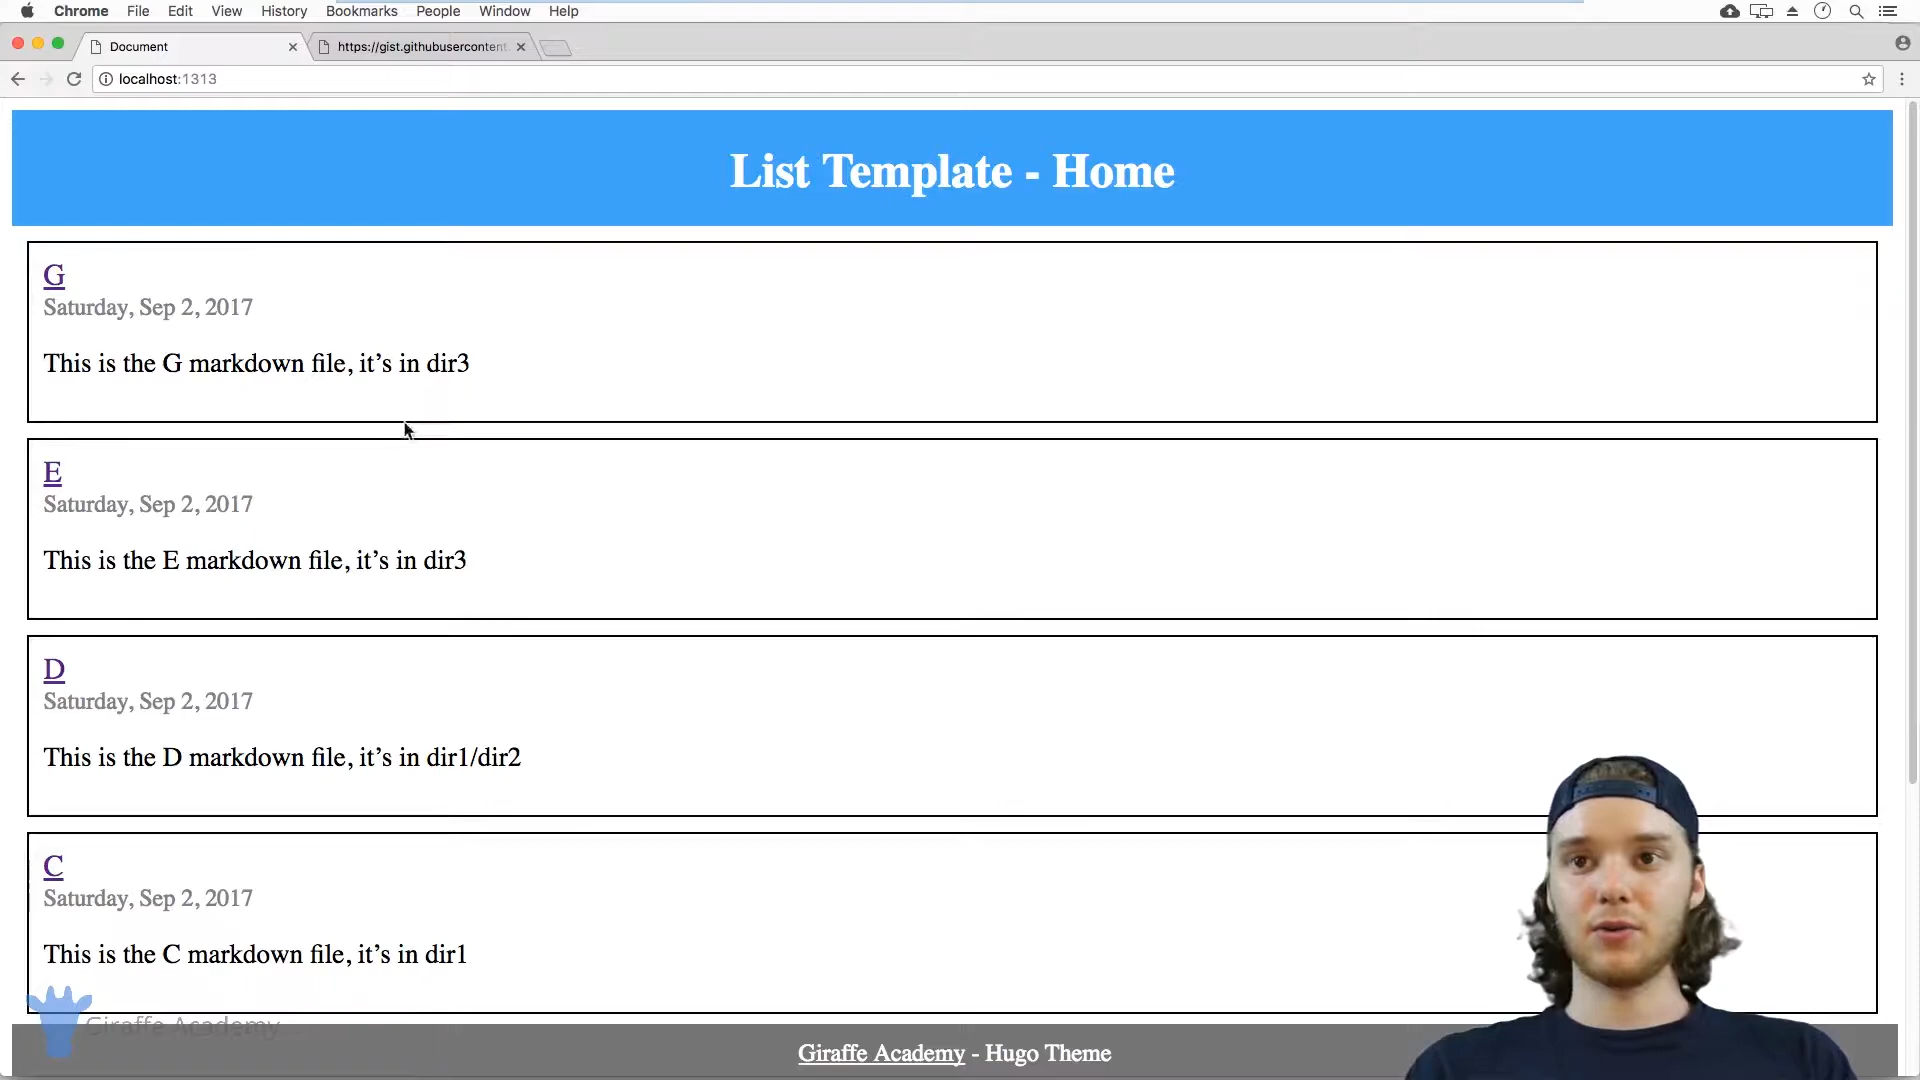 Chrome File Edit View History Bookmarks People Window Help
Document https://gist.githubusercontent.
localhost:1313
List Template - Home
G
Saturday, Sep 2, 2017
This is the G markdown file, it’s in dir3
E
Saturday, Sep 2, 2017
This is the E markdown file, it’s in dir3
D
Saturday, Sep 2, 2017
This is the D markdown file, it’s in dir1/dir2
C
Saturday, Sep 2, 2017
This is the C markdown file, it’s in dir1
Giraffe Academy
Giraffe Academy - Hugo Theme